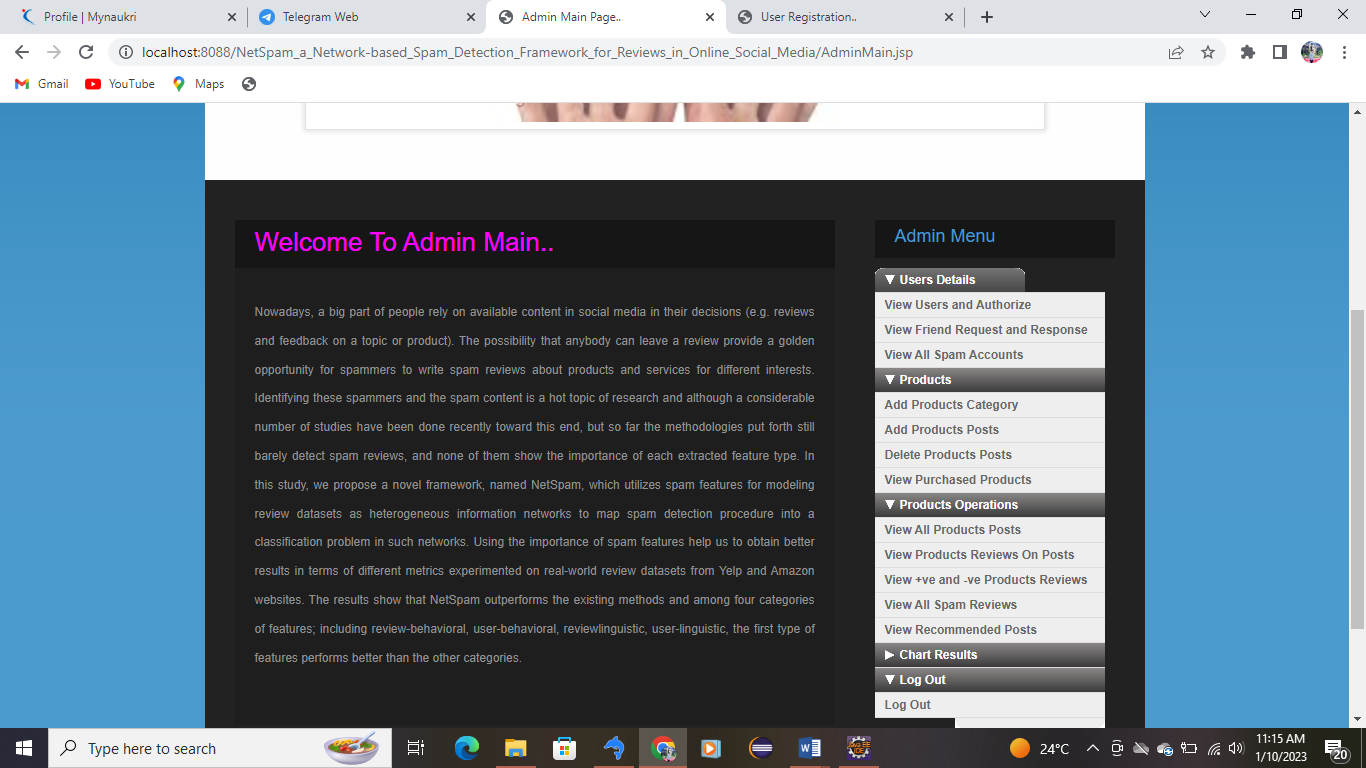 Profile | Mynaukri
Telegram Web
Admin Main Page..
User Registration..
localhost:8088/NetSpam_a_Network-based_Spam_Detection_Framework_for_Reviews_in_Online_Social_Media/AdminMain.jsp
Gmail
YouTube
Maps
Welcome To Admin Main..
Nowadays, a big part of people rely on available content in social media in their decisions (e.g. reviews
and feedback on a topic or product). The possibility that anybody can leave a review provide a golden
opportunity for spammers to write spam reviews about products and services for different interests.
Identifying these spammers and the spam content is a hot topic of research and although a considerable
number of studies have been done recently toward this end, but so far the methodologies put forth still
barely detect spam reviews, and none of them show the importance of each extracted feature type. In
this study, we propose a novel framework, named NetSpam, which utilizes spam features for modeling
review datasets as heterogeneous information networks to map spam detection procedure into a
classification problem in such networks. Using the importance of spam features help us to obtain better
results in terms of different metrics experimented on real-world review datasets from Yelp and Amazon
websites. The results show that NetSpam outperforms the existing methods and among four categories
of features; including review-behavioral, user-behavioral, reviewlinguistic, user-linguistic, the first type of
features performs better than the other categories.
Admin Menu
Users Details
View Users and Authorize
View Friend Request and Response
View All Spam Accounts
Products
Add Products Category
Add Products Posts
Delete Products Posts
View Purchased Products
Products Operations
View All Products Posts
View Products Reviews On Posts
View +ve and -ve Products Reviews
View All Spam Reviews
View Recommended Posts
Chart Results
Log Out
Log Out
Type here to search
24°C
11:15 AM
1/10/2023
20